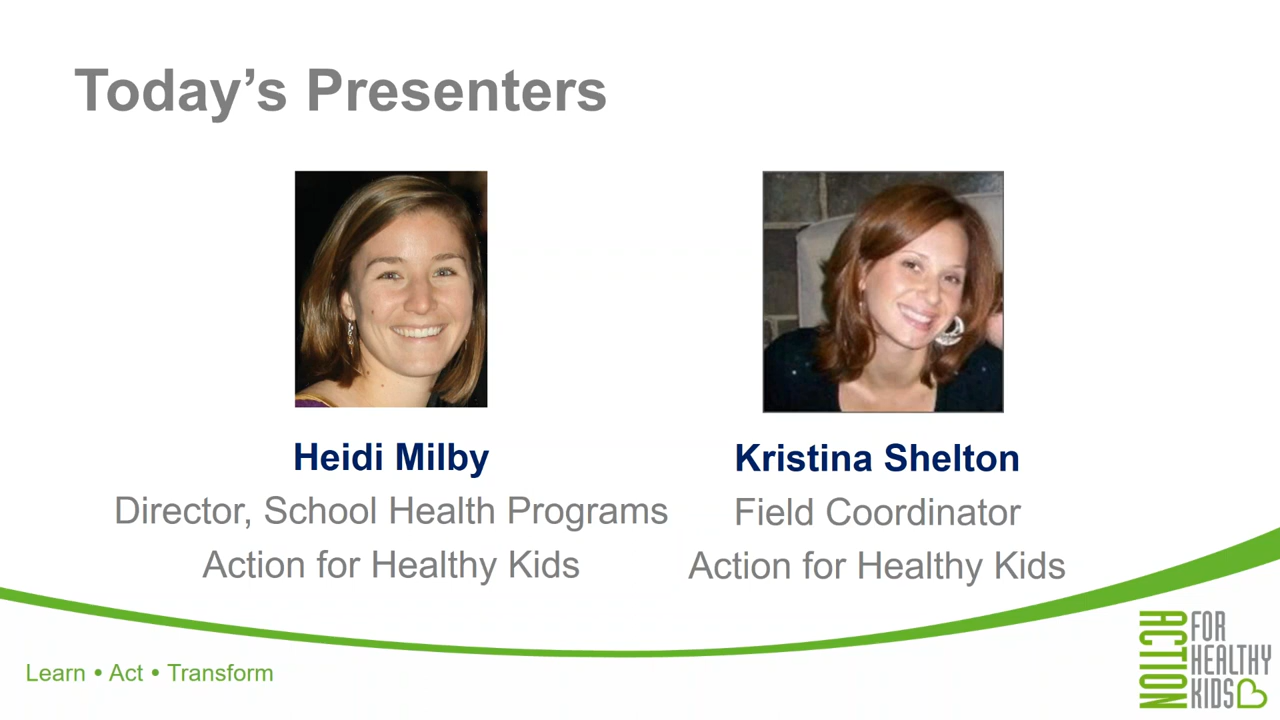 Today's Presenters
Heidi Milby
Director, School Health Programs
Action for Healthy Kids
Kristina Shelton
Field Coordinator
Action for Healthy Kids
Learn • Act • Transform
ACTION
FOR
HEALTHY
KIDS